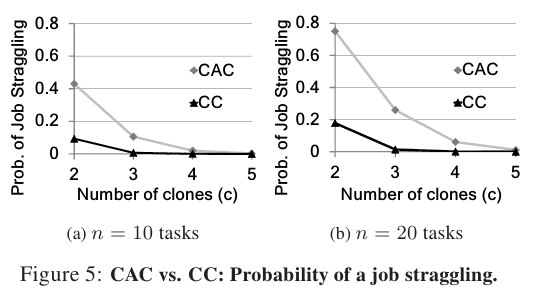 Prob. of Job Straggling
0.8
0.6
0.4
0.2
0
CAC
CC
2 3 4 5
Number of clones (c)
(a) n = 10 tasks
Prob. of Job Straggling
0.8
0.6
0.4
0.2
0
CAC
CC
2 3 4 5
Number of clones (c)
(b) n = 20 tasks
Figure 5: CAC vs. CC: Probability of a job straggling.